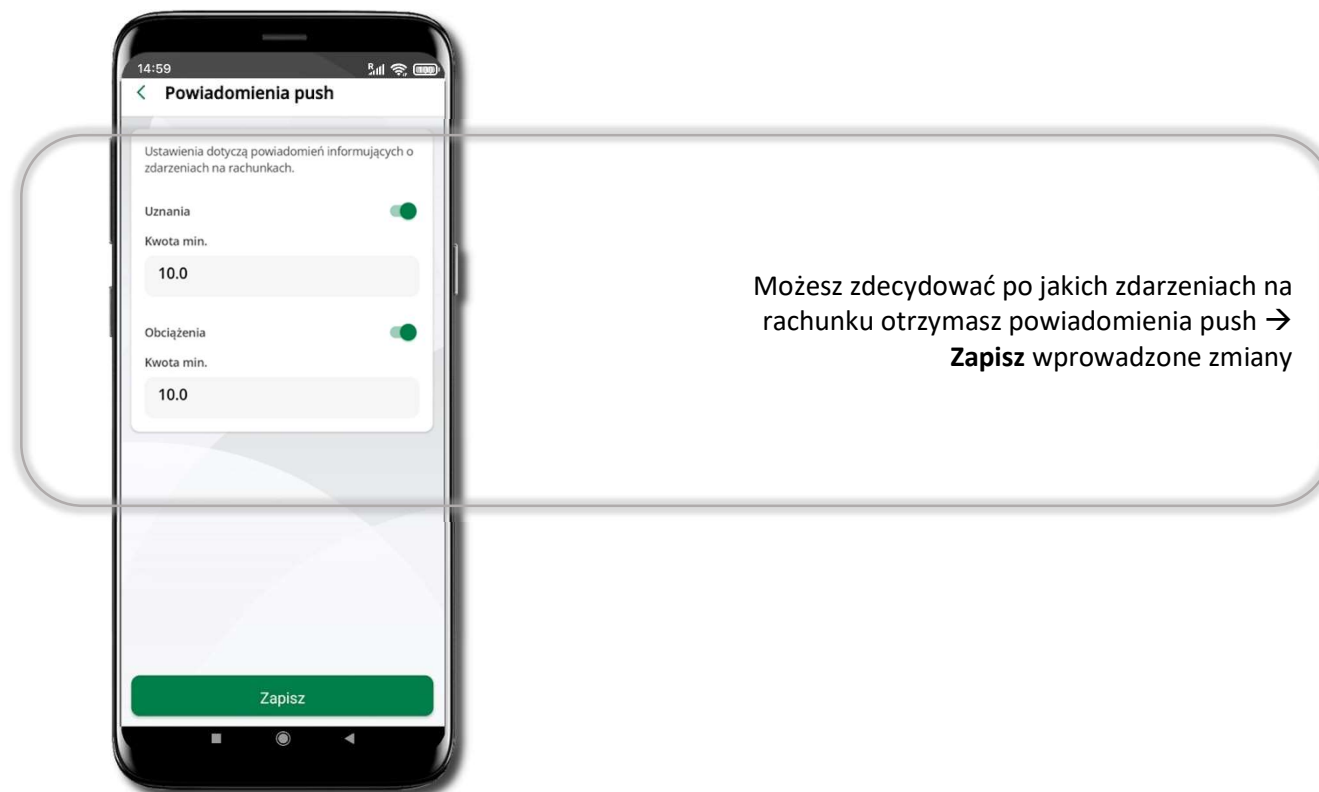 14:59
Powiadomienia push
Ustawienia dotyczą powiadomień informujących o
zdarzeniach na rachunkach.
Uznania
Kwota min.
10.0
Obciążenia
Kwota min.
10.0
Zapisz
Możesz zdecydować po jakich zdarzeniach na
rachunku otrzymasz powiadomienia push →
Zapisz wprowadzone zmiany